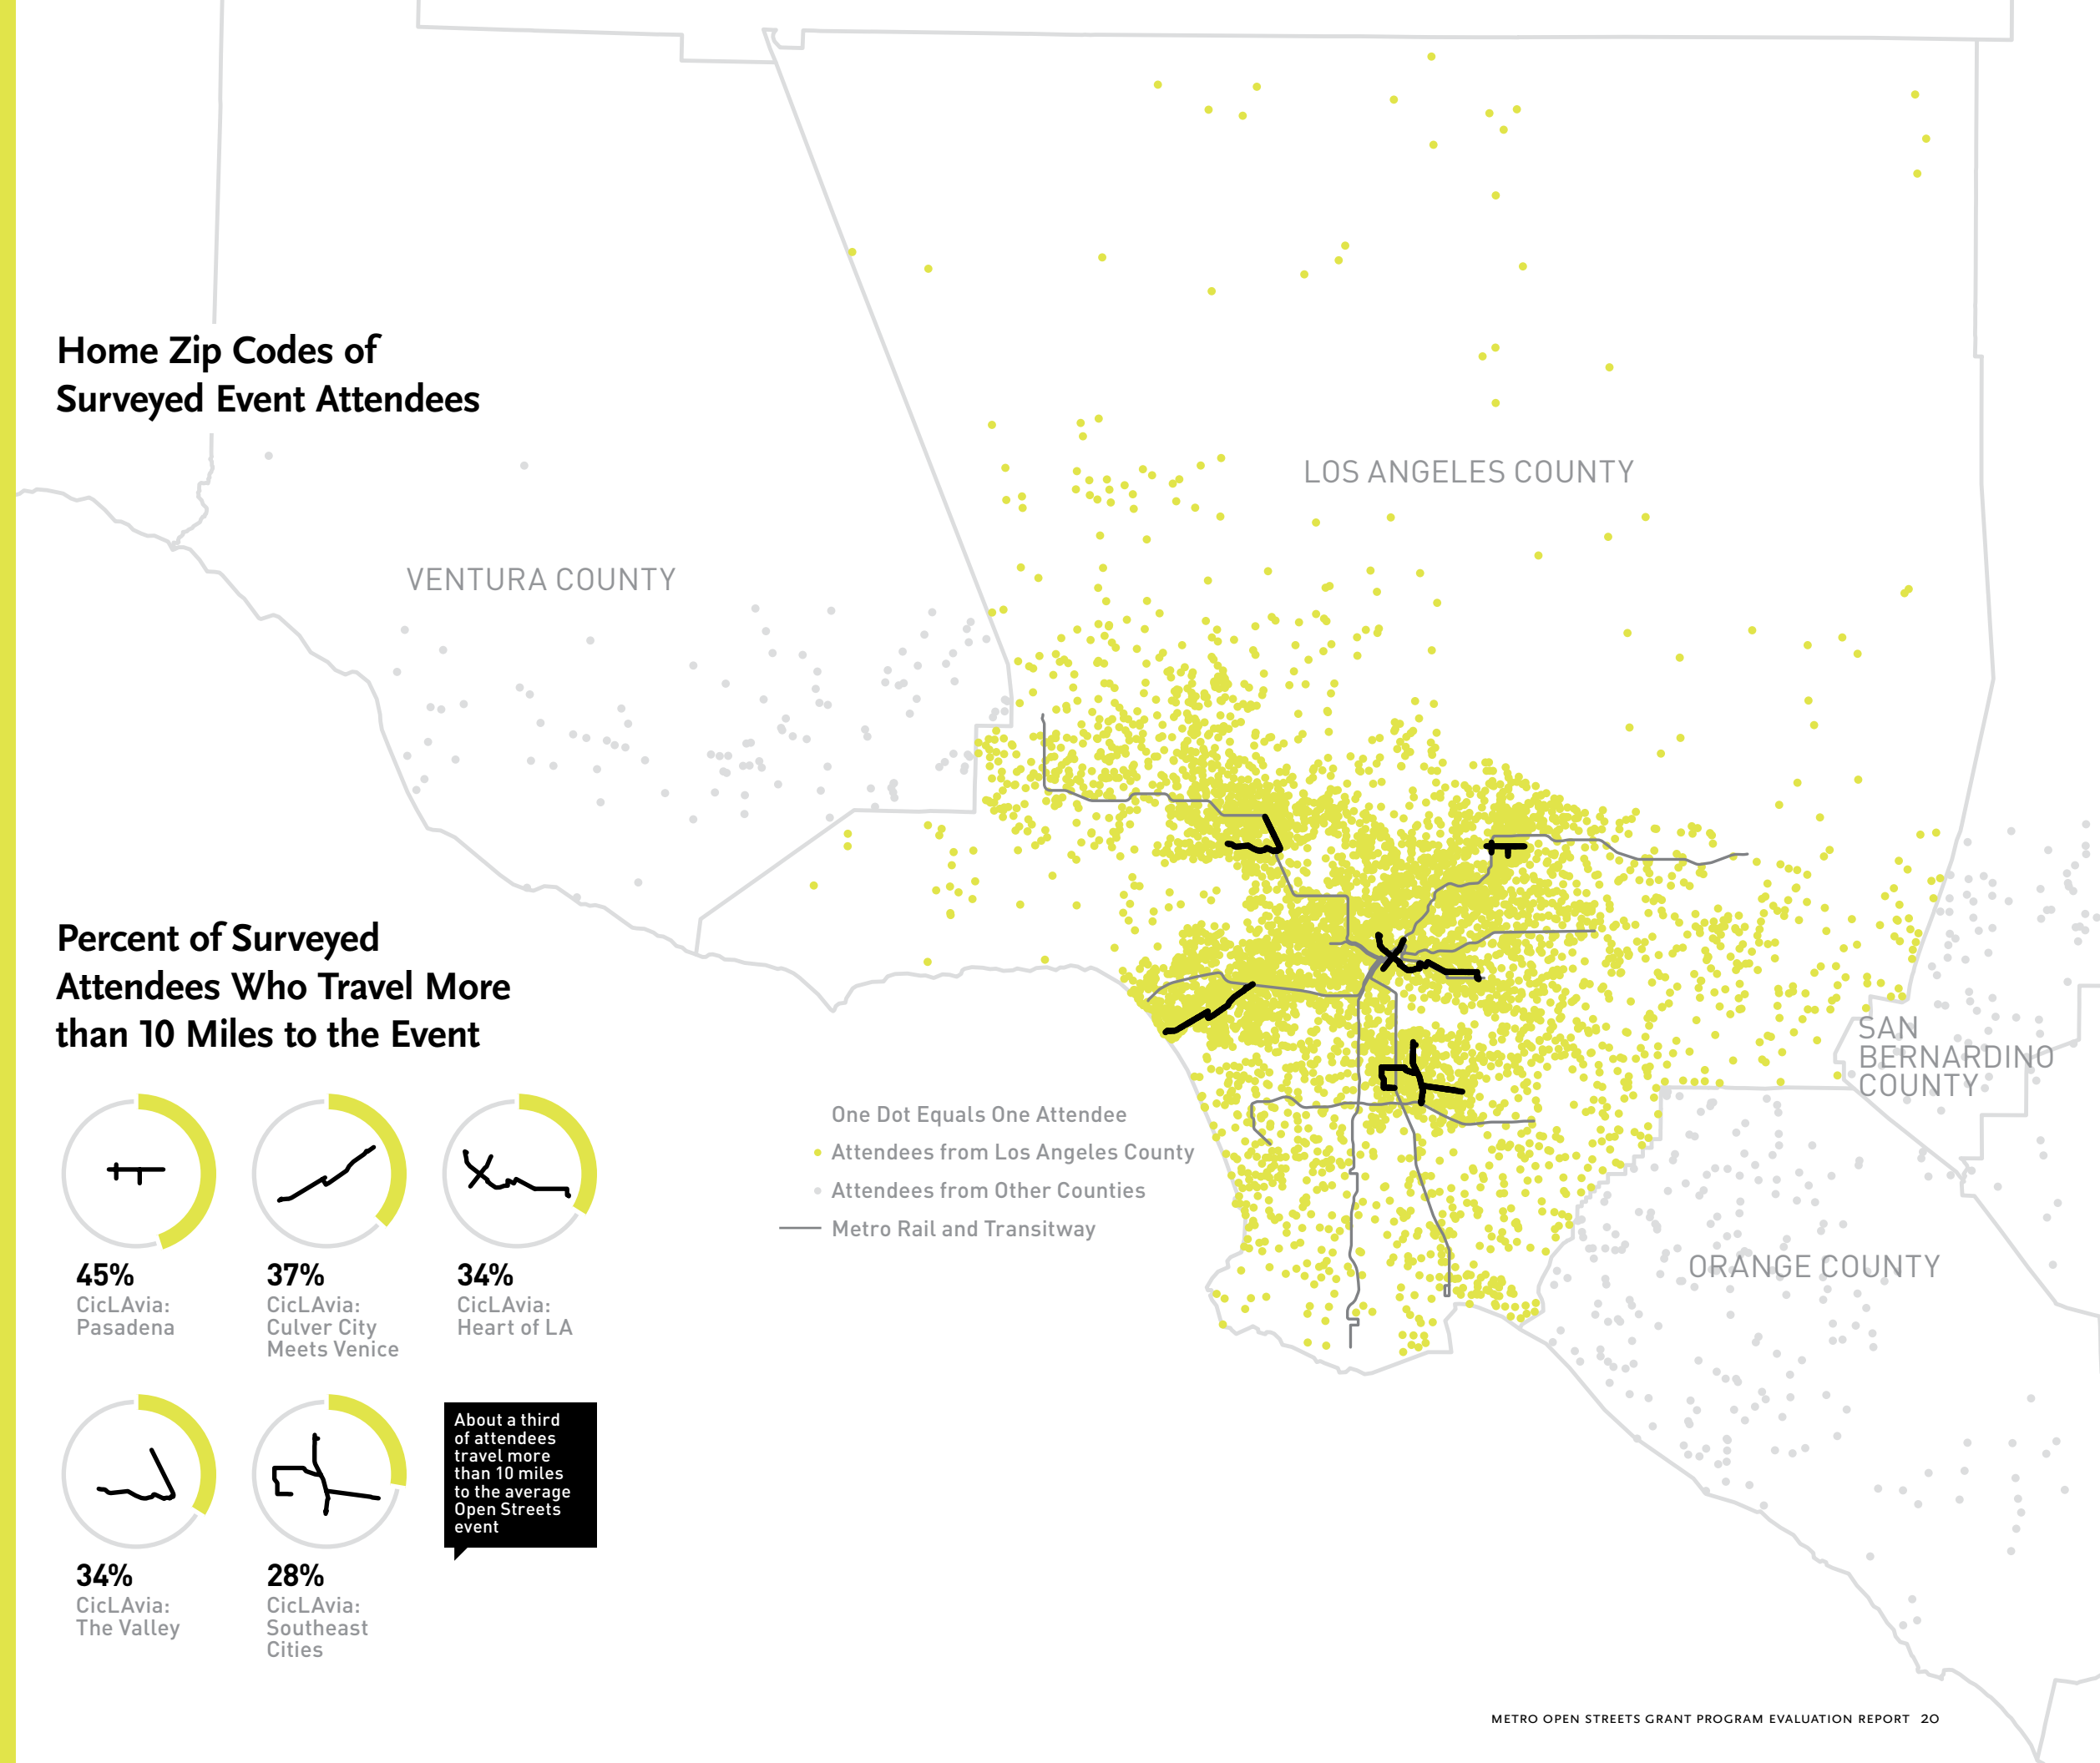 Home Zip Codes of
Surveyed Event Attendees
LOS ANGELES COUNTY
VENTURA COUNTY
Percent of Surveyed
Attendees Who Travel More
than 10 Miles to the Event
45%
CicLAvia:
Pasadena
37%
CicLAvia:
Culver City
Meets Venice
34%
CicLAvia:
Heart of LA
34%
CicLAvia:
The Valley
28%
CicLAvia:
Southeast
Cities
About a third
of attendees
travel more
than 10 miles
to the average
Open Streets
event
One Dot Equals One Attendee
Attendees from Los Angeles County
Attendees from Other Counties
Metro Rail and Transitway
SAN
BERNARDINO
COUNTY
ORANGE COUNTY
METRO OPEN STREETS GRANT PROGRAM EVALUATION REPORT 20